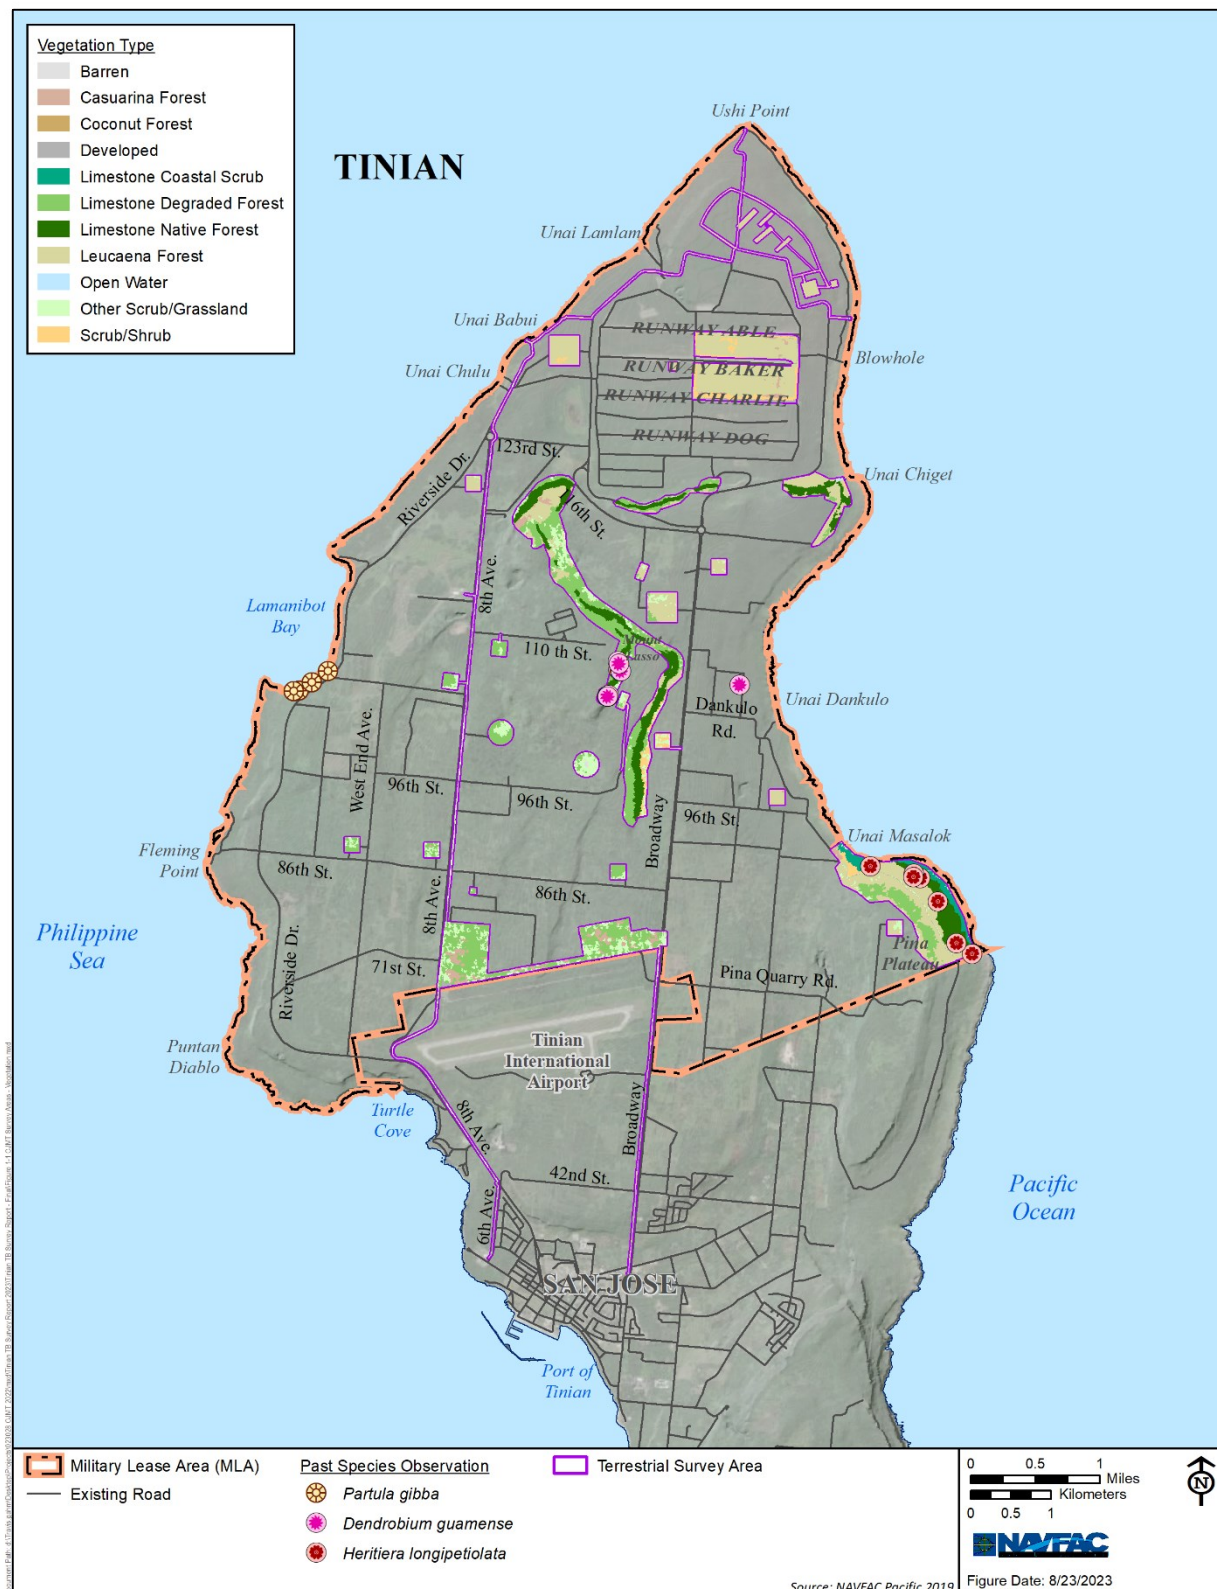 Vegetation Type
Barren
Casuarina Forest
Coconut Forest
Developed
Limestone Coastal Scrub
Limestone Degraded Forest
Limestone Native Forest
Leucaena Forest
Open Water
Other Scrub/Grassland
Scrub/Shrub
TINIAN
Ushi Point
Unai Lamlam
Unai Babui
RUNWAY ABLE
Blowhole
RUNWAY BAKER
Unai Chulu
RUNWAY CHARLIE
RUNWAY DOG
123rd St.
Unai Chiget
Riverside Dr.
116th St.
8th Ave.
Lamanibot
Bay
110 th St.
Mount
Lasso
Unai Dankulo
Dankulo
Rd.
West End Ave.
96th St.
96th St.
96th St.
Broadway
Unai Masalok
Fleming
Point
86th St.
86th St.
8th Ave.
Philippine
Sea
Riverside Dr.
71st St.
Pina
Plateau
Pina Quarry Rd.
Tinian
International
Airport
Puntan
Diablo
Turtle
Cove
8th Ave.
Broadway
42nd St.
6th Ave.
Pacific
Ocean
SAN JOSE
Port of
Tinian
Military Lease Area (MLA)
Existing Road
Past Species Observation
Partula gibba
Dendrobium guamense
Heritiera longipetiolata
Terrestrial Survey Area
0 0.5 1
Miles
Kilometers
0 0.5 1
N
NAVFAC
Source: NAVFAC Pacific 2019
Figure Date: 8/23/2023